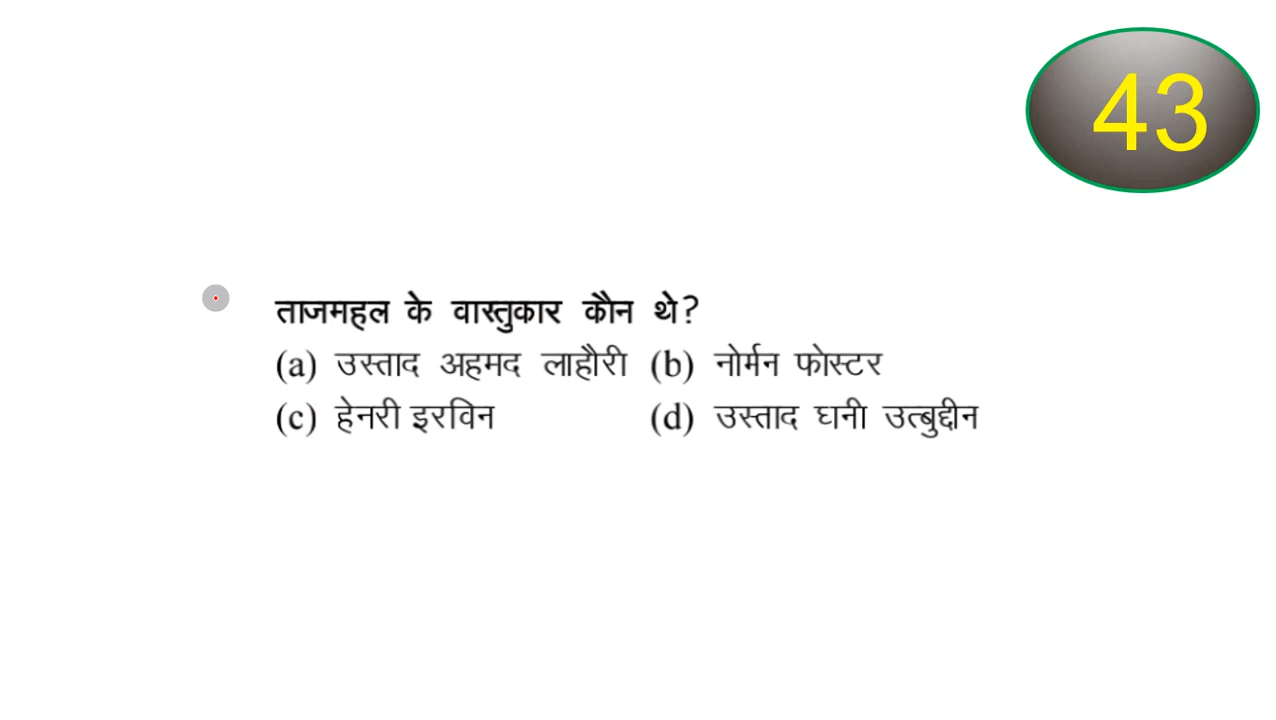 43
ताजमहल के वास्तुकार कौन थे?
(a) उस्ताद अहमद लाहौरी (b) नोर्मन फोस्टर
(c) हेनरी इरविन (d) उस्ताद घनी उत्बुद्दीन